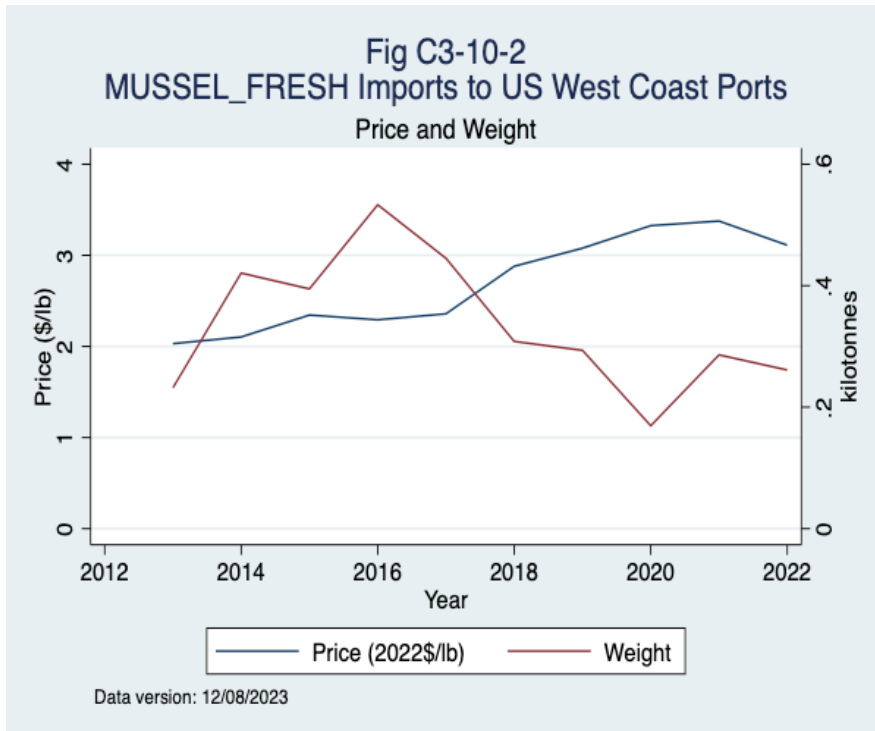 Fig C3-10-2
MUSSEL_FRESH Imports to US West Coast Ports
Price and Weight
4
3
2
1
0
Price ($/lb)
.6
.4
.2
0
kilotonnes
2012 2014 2016 2018 2020 2022
Year
Price (2022$/lb) Weight
Data version: 12/08/2023